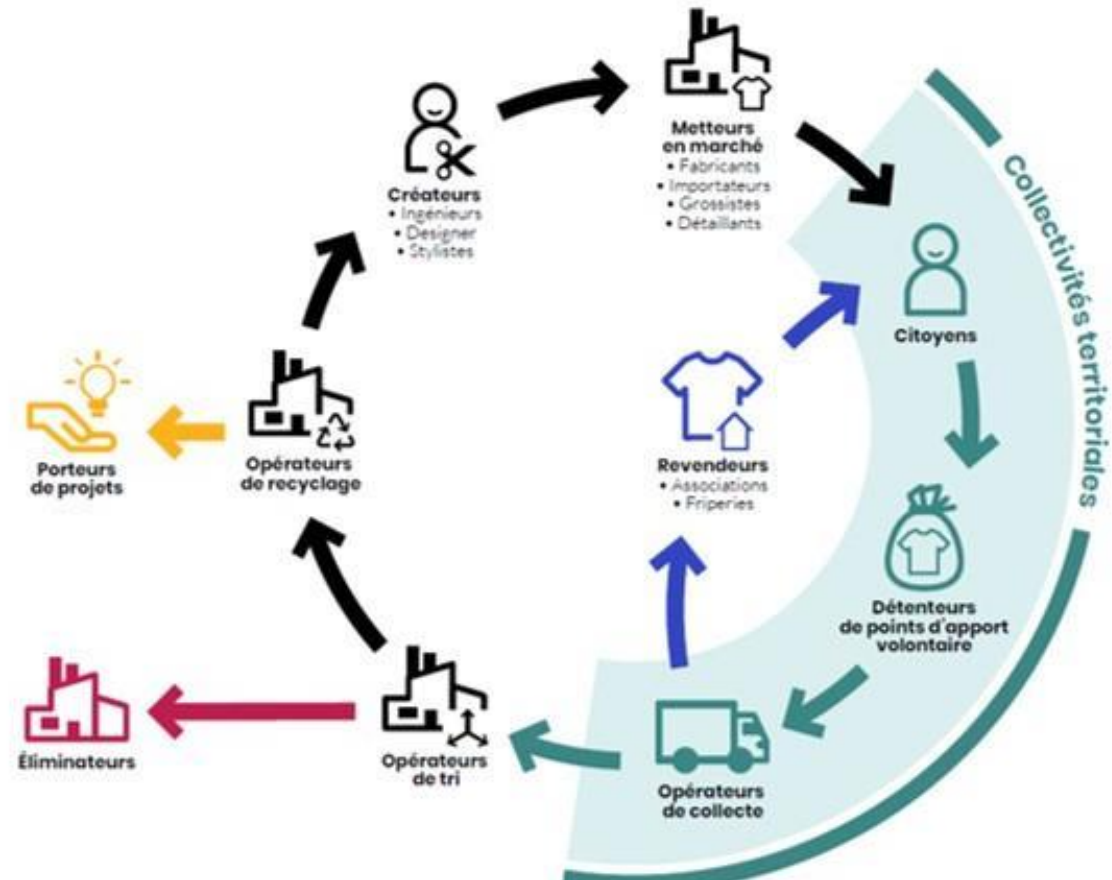 Metteurs
en marché
• Fabricants
• Importateurs
• Grossistes
• Détaillants
Créateurs
• Ingénieurs
• Designer
• Stylistes
Collectivités territoriales
Citoyens
Revendeurs
• Associations
• Friperies
Porteurs
de projets
Opérateurs
de recyclage
Détenteurs
de points d'apport
volontaire
Éliminateurs
Opérateurs
de tri
Opérateurs
de collecte